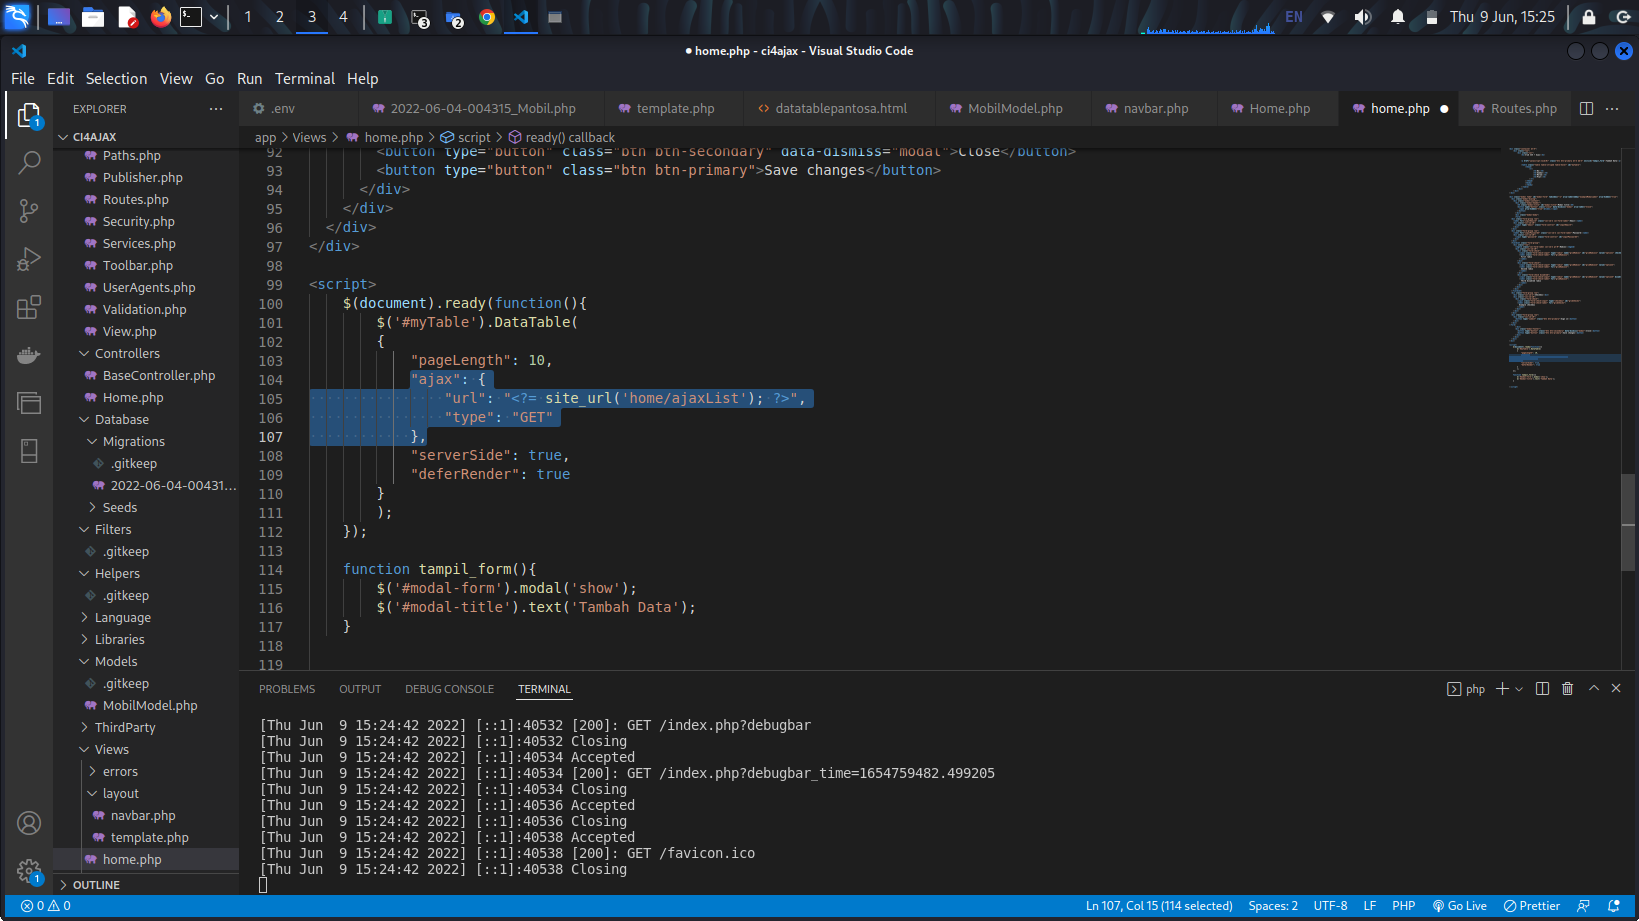 1 2 3 4 3 2 EN Thu 9 Jun, 15:25
● home.php - ci4ajax - Visual Studio Code
File Edit Selection View Go Run Terminal Help
EXPLORER ···
.env 2022-06-04-004315_Mobil.php template.php datatablepantosa.html MobilModel.php navbar.php Home.php home.php ● Routes.php ···
CI4AJAX
Paths.php
Publisher.php
Routes.php
Security.php
Services.php
Toolbar.php
UserAgents.php
Validation.php
View.php
Controllers
BaseController.php
Home.php
Database
Migrations
.gitkeep
2022-06-04-00431...
Seeds
Filters
.gitkeep
Helpers
.gitkeep
Language
Libraries
Models
.gitkeep
MobilModel.php
ThirdParty
Views
errors
layout
navbar.php
template.php
home.php
OUTLINE
1
1
app > Views > home.php > script > ready() callback
92 <button type="button" class="btn btn-secondary" data-dismiss="modal">Close</button>
93 <button type="button" class="btn btn-primary">Save changes</button>
94 </div>
95 </div>
96 </div>
97 </div>
98
99 <script>
100 $(document).ready(function(){
101 $('#myTable').DataTable(
102 {
103 "pageLength": 10,
104 "ajax": {
105 "url": "<?= site_url('home/ajaxList'); ?>",
106 "type": "GET"
107 },
108 "serverSide": true,
109 "deferRender": true
110 }
111 );
112 });
113
114 function tampil_form(){
115 $('#modal-form').modal('show');
116 $('#modal-title').text('Tambah Data');
117 }
118
119
PROBLEMS OUTPUT DEBUG CONSOLE TERMINAL php
[Thu Jun  9 15:24:42 2022] [::1]:40532 [200]: GET /index.php?debugbar
[Thu Jun  9 15:24:42 2022] [::1]:40532 Closing
[Thu Jun  9 15:24:42 2022] [::1]:40534 Accepted
[Thu Jun  9 15:24:42 2022] [::1]:40534 [200]: GET /index.php?debugbar_time=1654759482.499205
[Thu Jun  9 15:24:42 2022] [::1]:40534 Closing
[Thu Jun  9 15:24:42 2022] [::1]:40536 Accepted
[Thu Jun  9 15:24:42 2022] [::1]:40536 Closing
[Thu Jun  9 15:24:42 2022] [::1]:40538 Accepted
[Thu Jun  9 15:24:42 2022] [::1]:40538 [200]: GET /favicon.ico
[Thu Jun  9 15:24:42 2022] [::1]:40538 Closing
0 0 Ln 107, Col 15 (114 selected) Spaces: 2 UTF-8 LF PHP Go Live Prettier